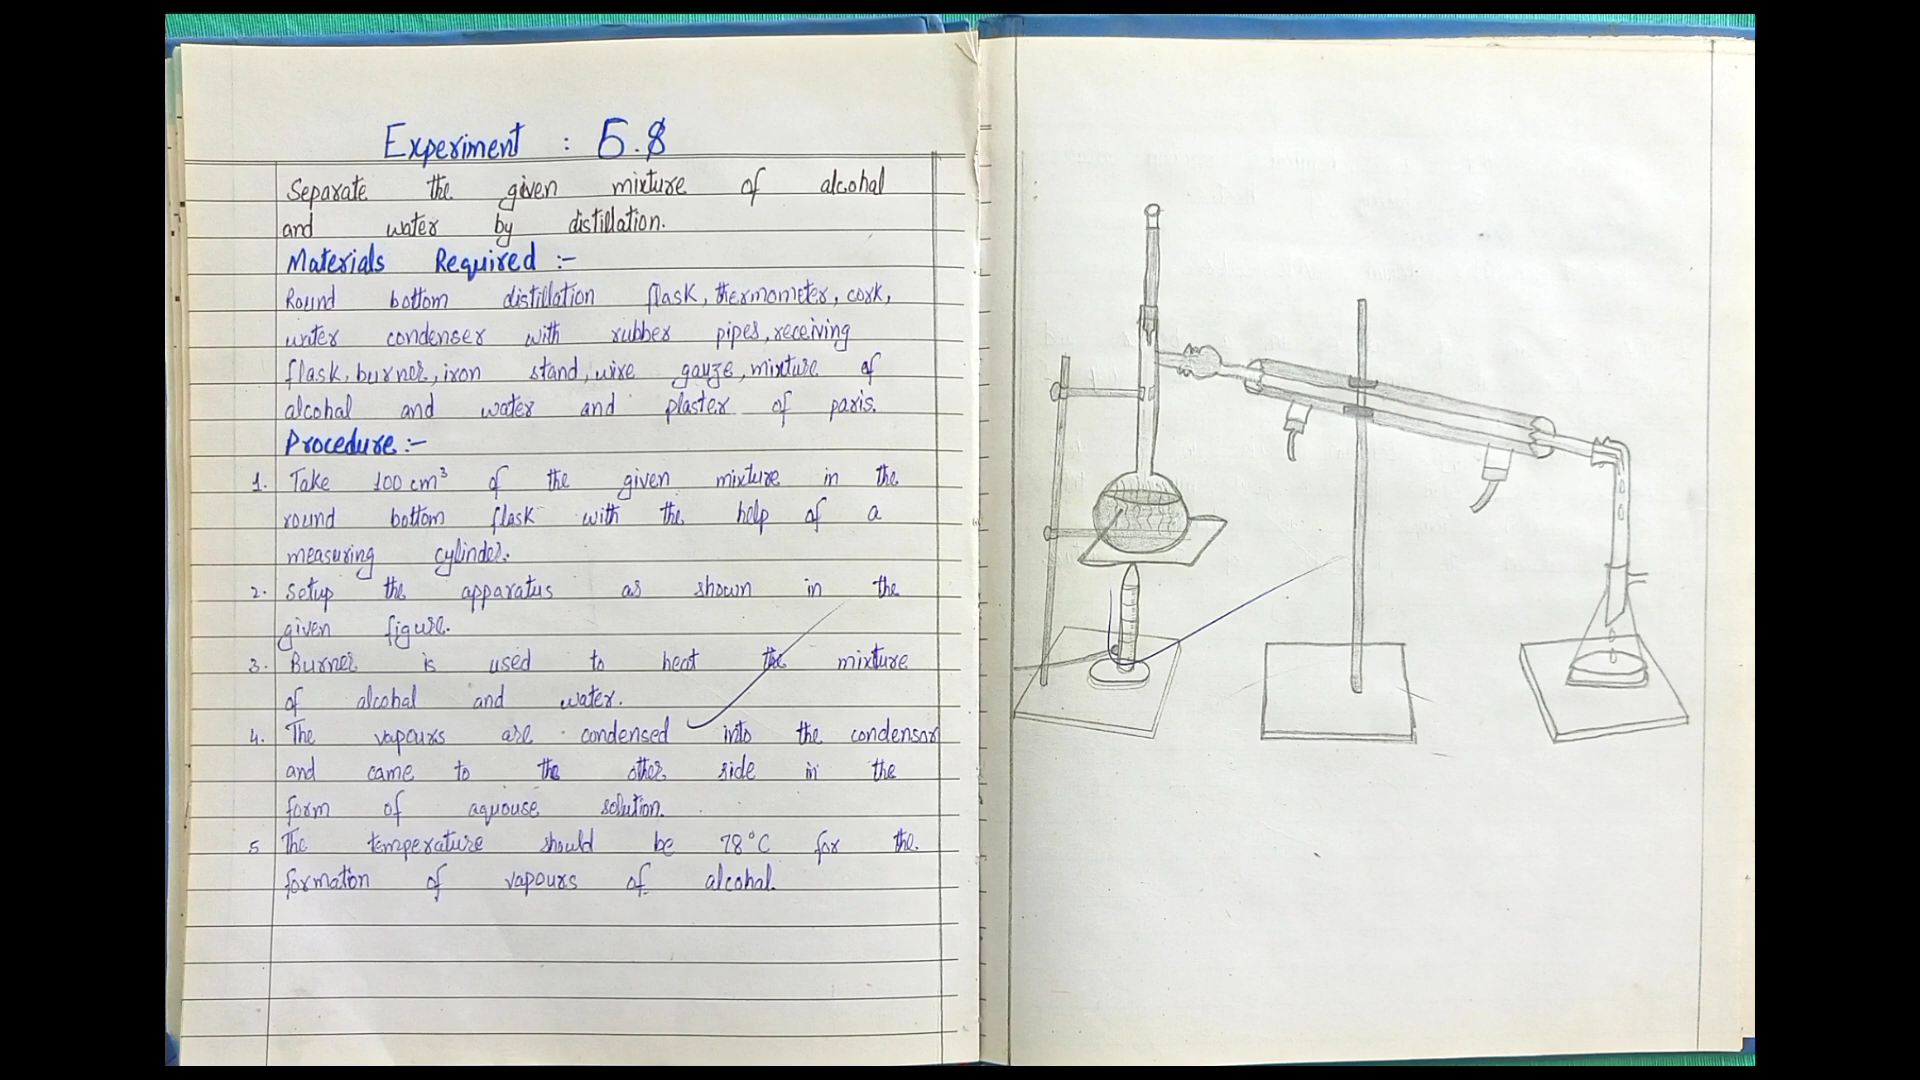 Experiment : 5.8
Separate the given mixture of alcohal
and water by distillation.
Materials Required :-
Round bottom distillation flask, thermometer, cork,
water condenser with rubber pipes, receiving
flask, burner, iron stand, wire gauze, mixture of
alcohal and water and plaster of paris.
Procedure :-
1. Take 100 cm³ of the given mixture in the
round bottom flask with the help of a
measuring cylinder.
2. Setup the apparatus as shown in the
given figure.
3. Burner is used to heat the mixture
of alcohal and water.
4. The vapours are condensed into the condensor
and came to the other side in the
form of aquouse solution.
5 The temperature should be 78°C for the
formation of vapours of alcohal.